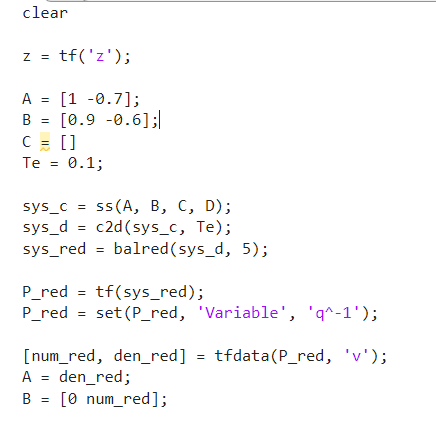 clear
z = tf('z');
A = [1 -0.7];
B = [0.9 -0.6];
C = []
Te = 0.1;
sys_c = ss(A, B, C, D);
sys_d = c2d(sys_c, Te);
sys_red = balred(sys_d, 5);
P_red = tf(sys_red);
P_red = set(P_red, 'Variable', 'q^-1');
[num_red, den_red] = tfdata(P_red, 'v');
A = den_red;
B = [0 num_red];